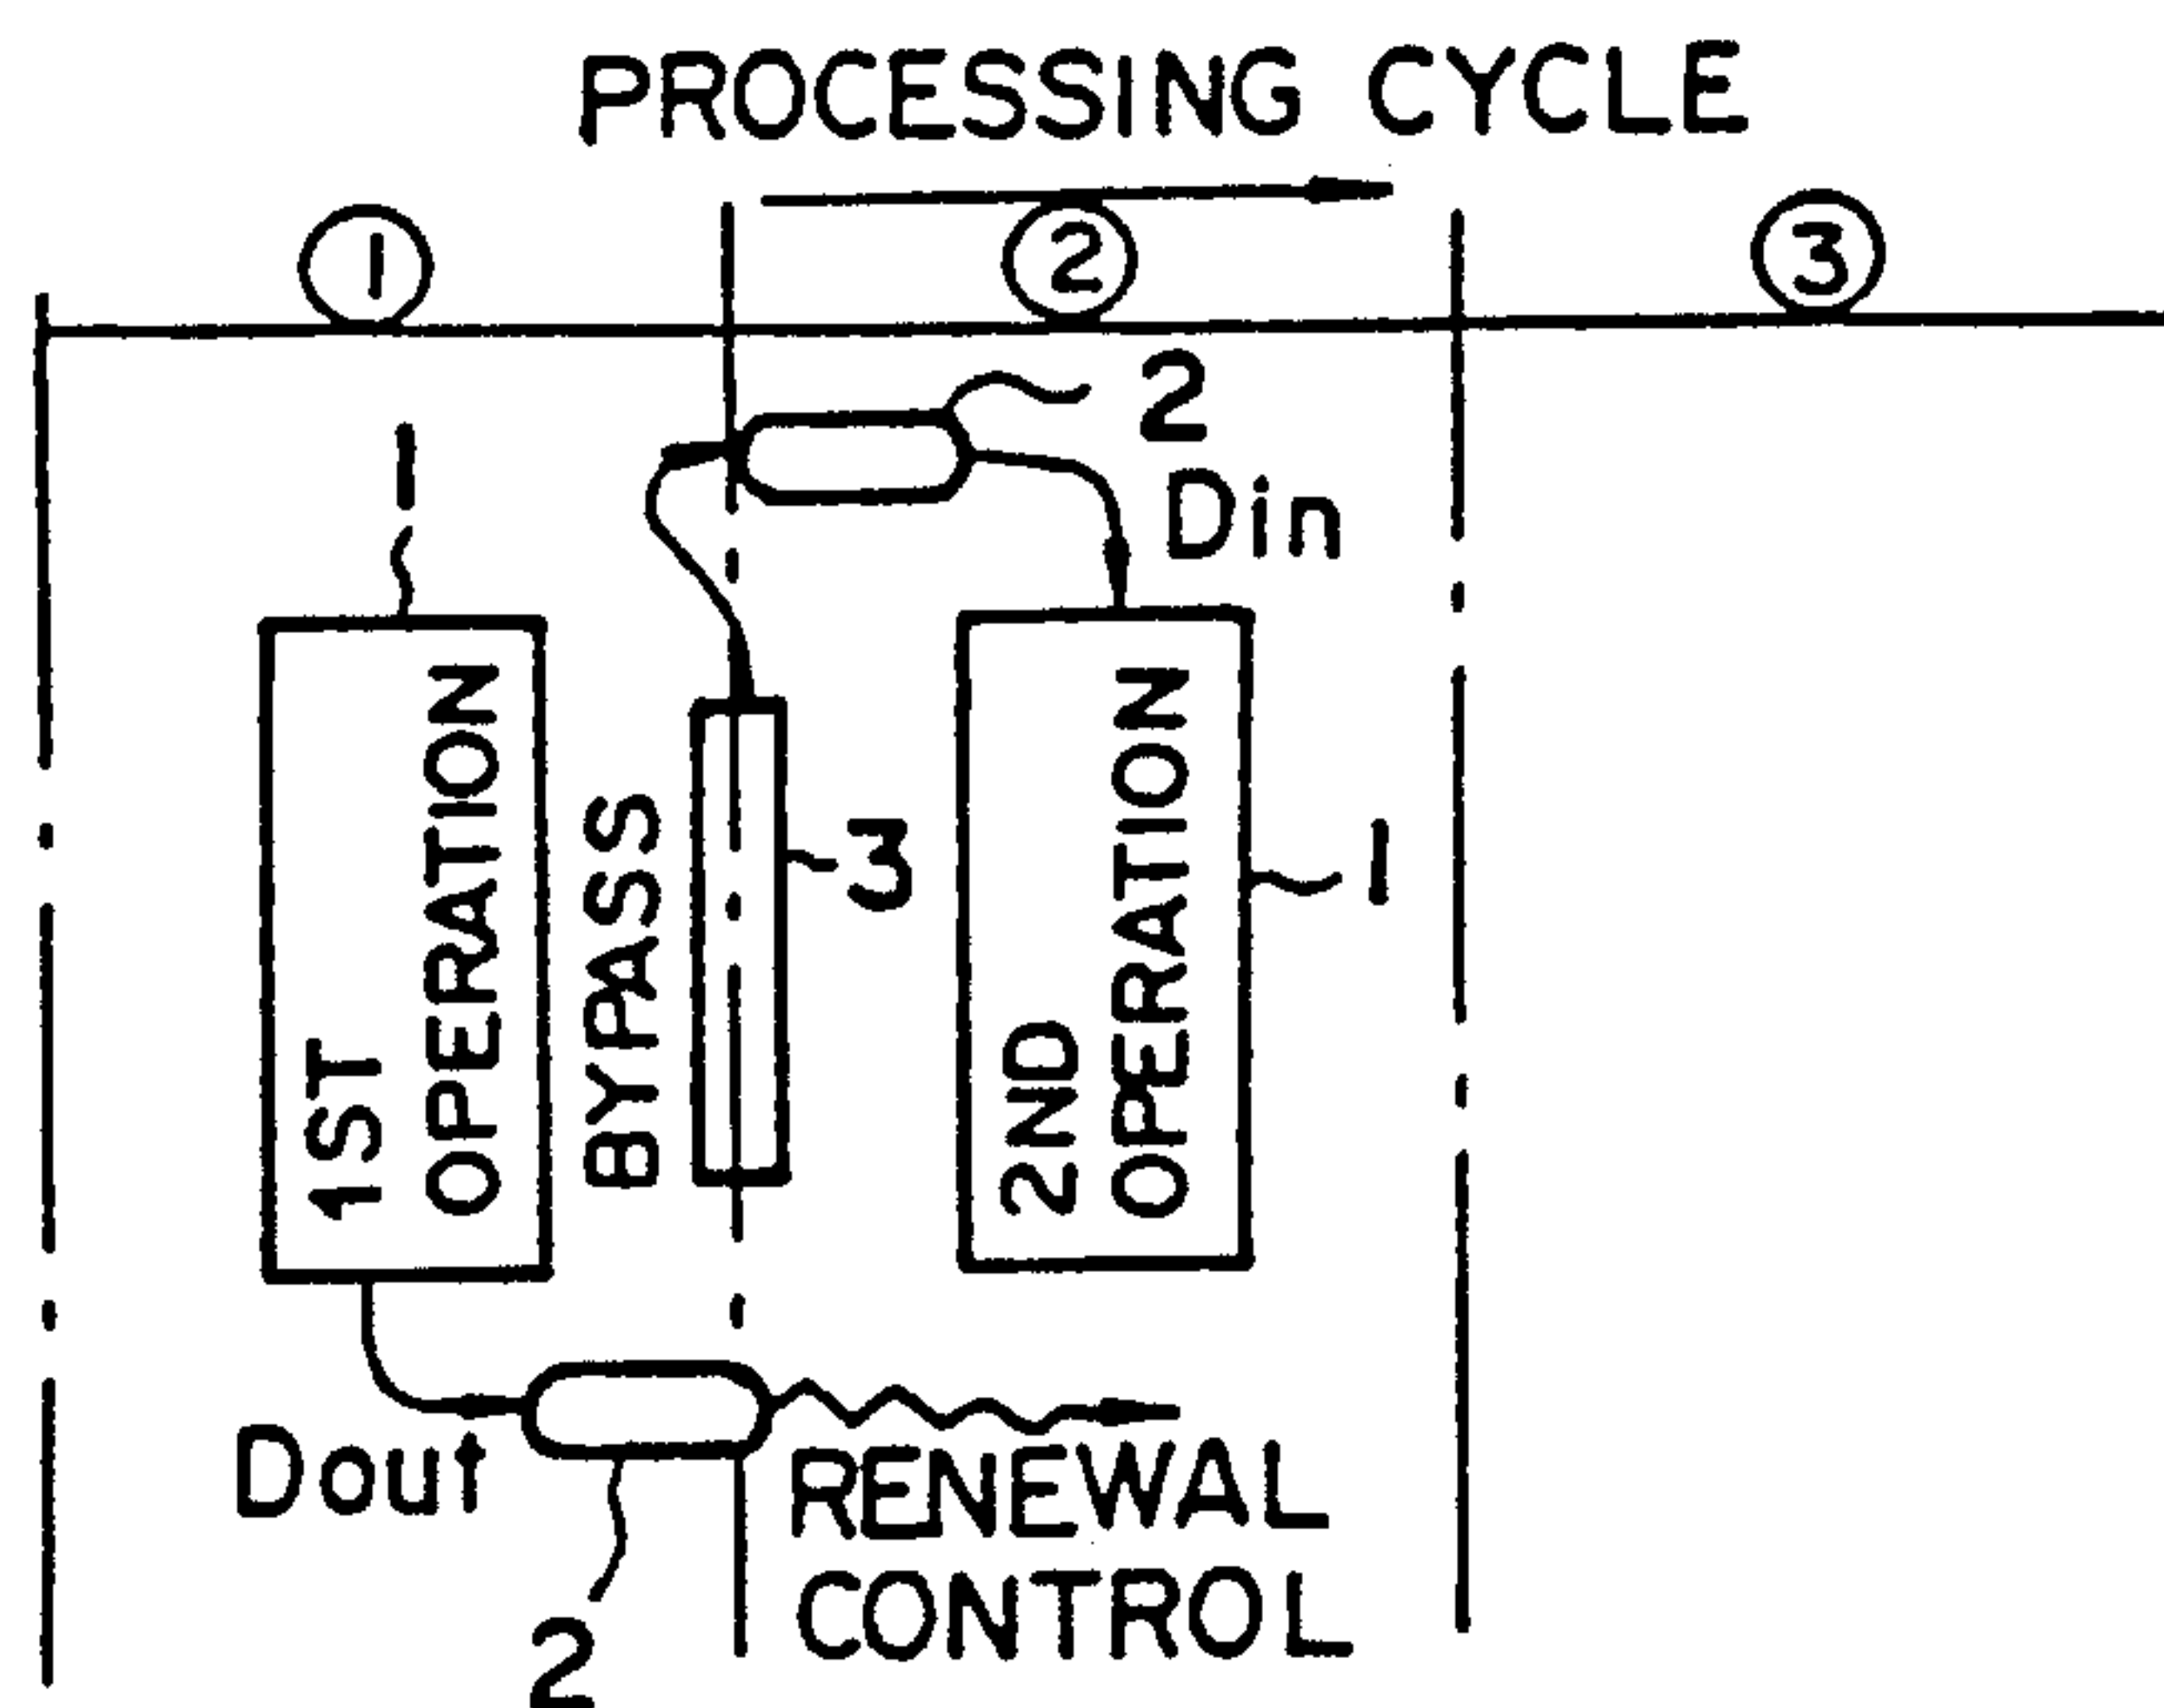 PROCESSING CYCLE
1
2
3
2
1
Din
1ST
OPERATION
BYPASS
3
2ND
OPERATION
1
Dout
RENEWAL
CONTROL
2